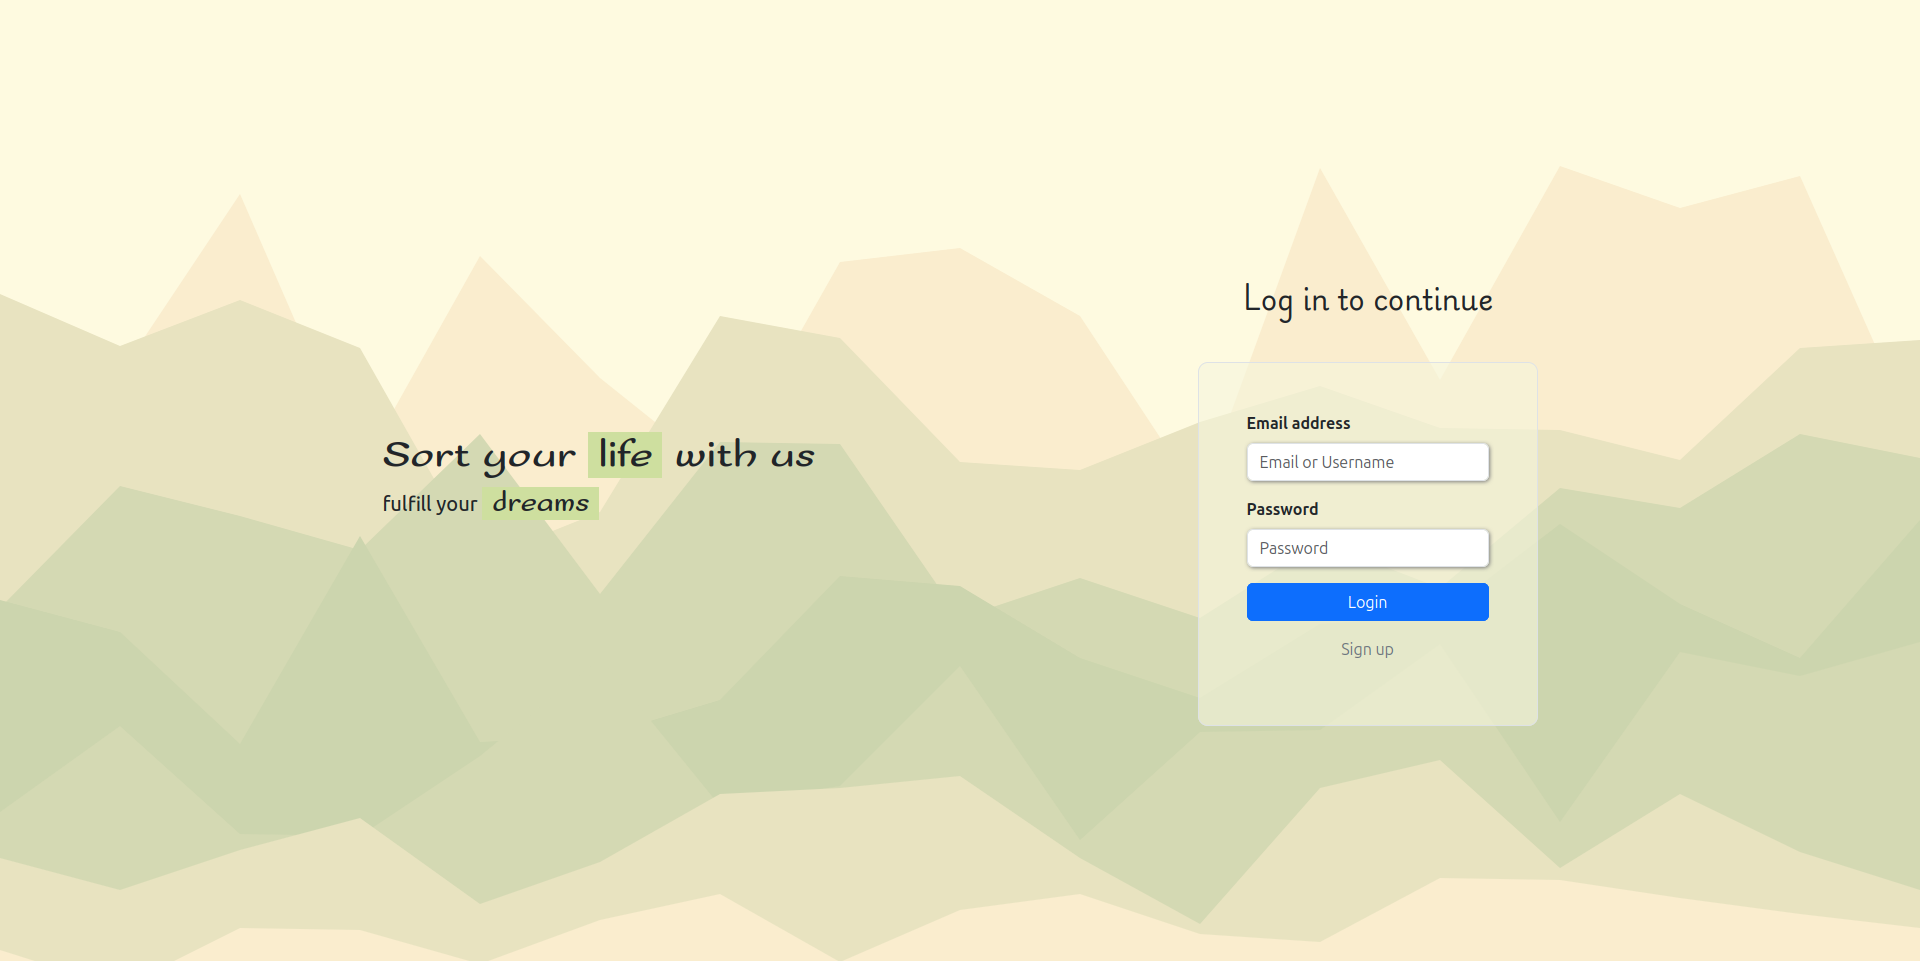 Sort your life with us
fulfill your dreams
Log in to continue
Email address
Email or Username
Password
Password
Login
Sign up